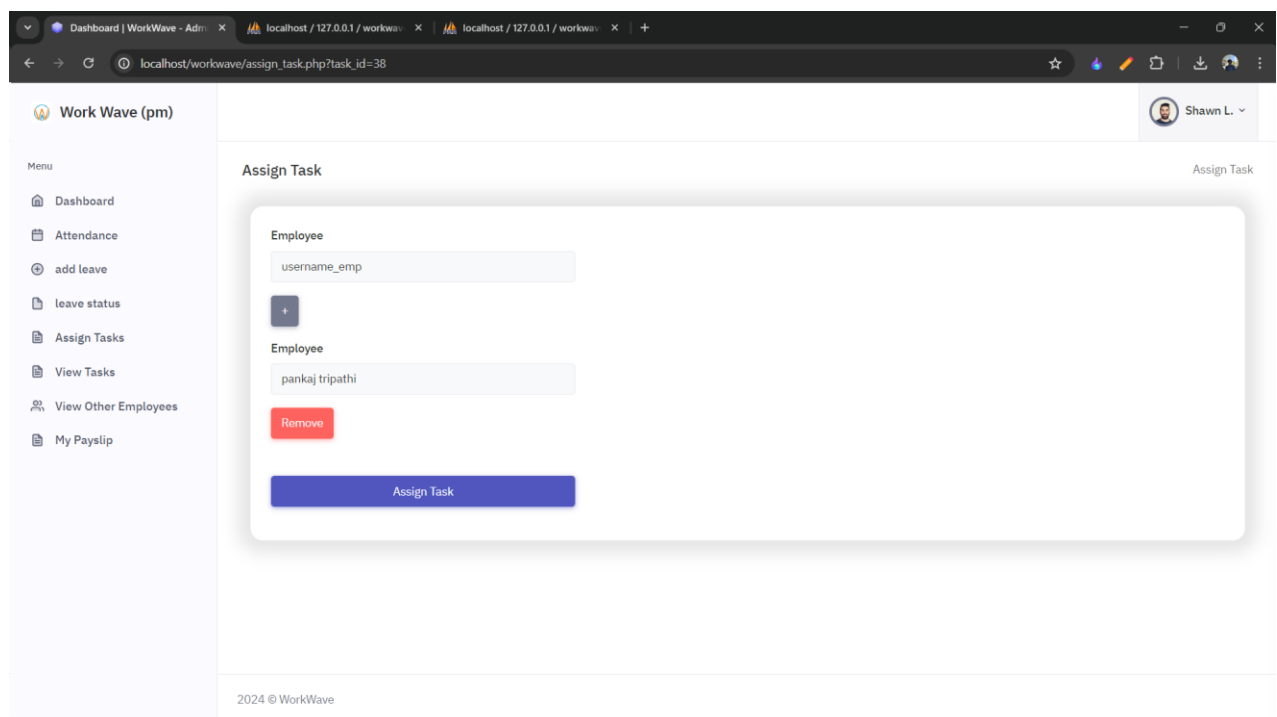 Dashboard | WorkWave - Adm
localhost / 127.0.0.1 / workwav
localhost / 127.0.0.1 / workwav
localhost/workwave/assign_task.php?task_id=38
Work Wave (pm)
Shawn L.
Menu
Dashboard
Attendance
add leave
leave status
Assign Tasks
View Tasks
View Other Employees
My Payslip
Assign Task
Assign Task
Employee
username_emp
+
Employee
pankaj tripathi
Remove
Assign Task
2024 © WorkWave